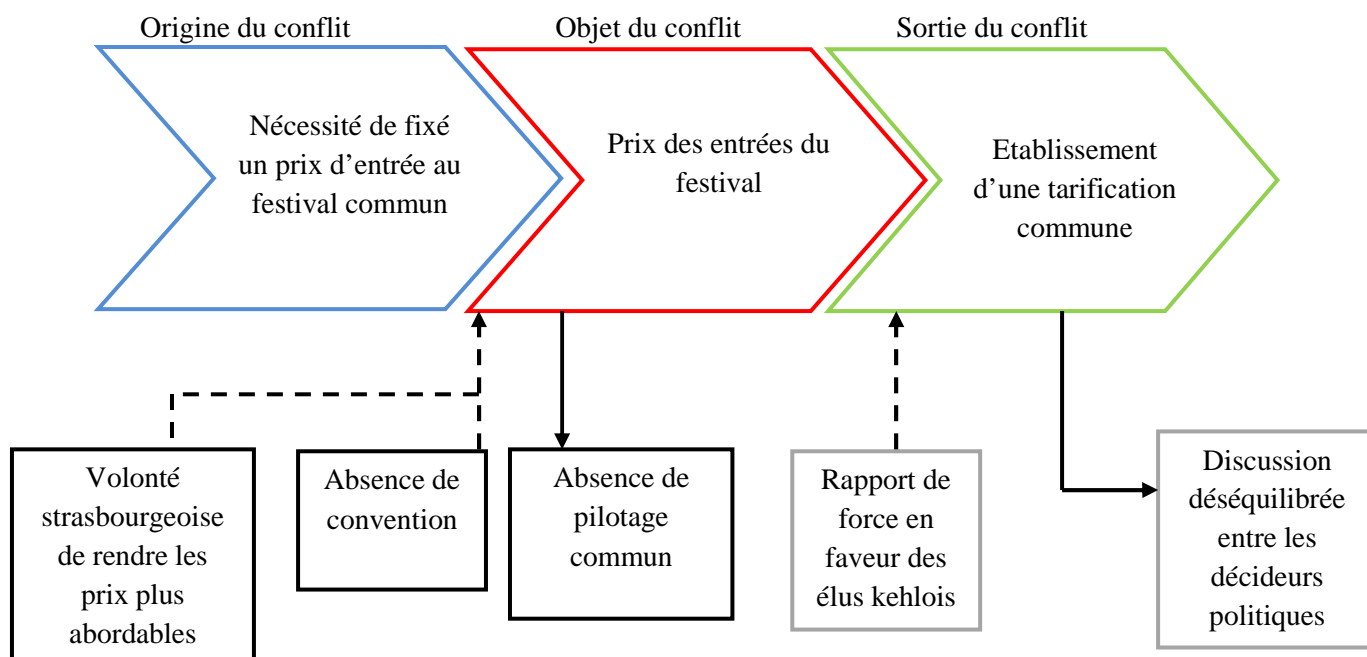 Origine du conflit
Objet du conflit
Sortie du conflit
Nécessité de fixé
un prix d’entrée au
festival commun
Prix des entrées du
festival
Etablissement
d’une tarification
commune
Volonté
strasbourgeoise
de rendre les
prix plus
abordables
Absence de
convention
Absence de
pilotage
commun
Rapport de
force en
faveur des
élus kehlois
Discussion
déséquilibrée
entre les
décideurs
politiques